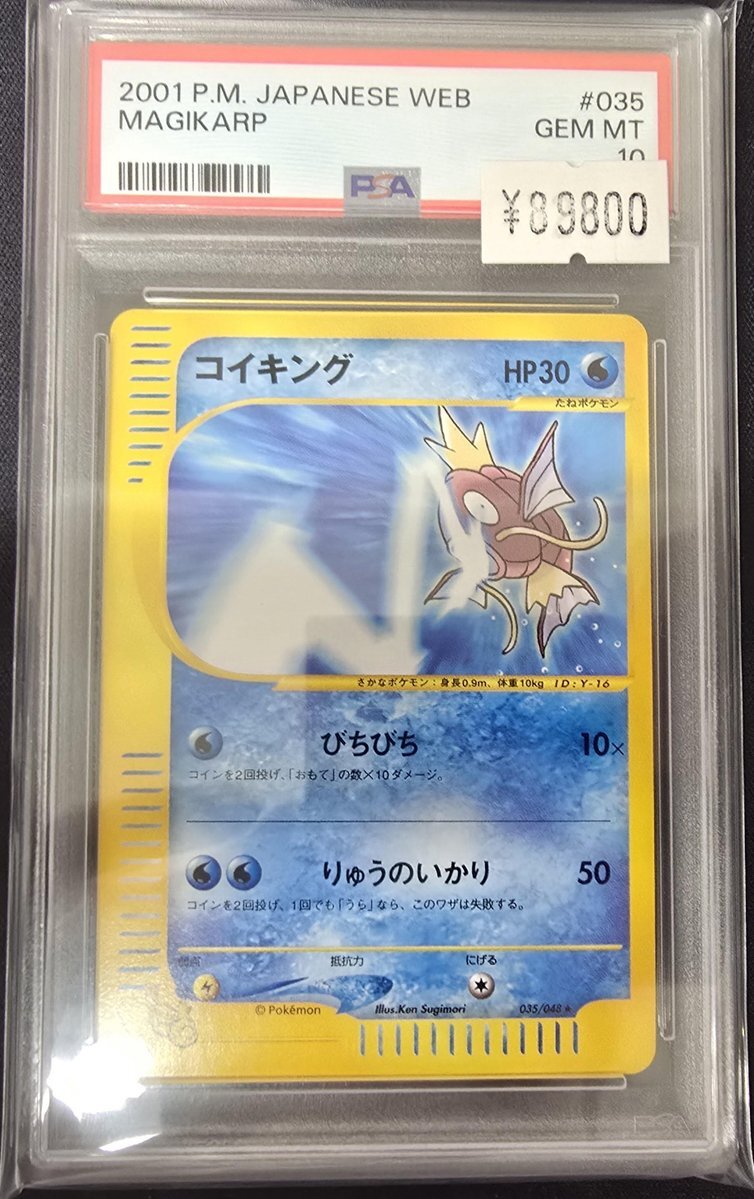 2001 P.M. JAPANESE WEB #035
MAGIKARP GEM MT
10
PSA
¥89800
コイキング HP30
たねポケモン
さかなポケモン：身長0.9m、体重10kg ID:Y-16
びちびち 10×
コインを2回投げ、「おもて」の数×10ダメージ。
りゅうのいかり 50
コインを2回投げ、1回でも「うら」なら、このワザは失敗する。
弱点 抵抗力 にげる
© Pokémon Illus.Ken Sugimori 035/048 ★
PSA